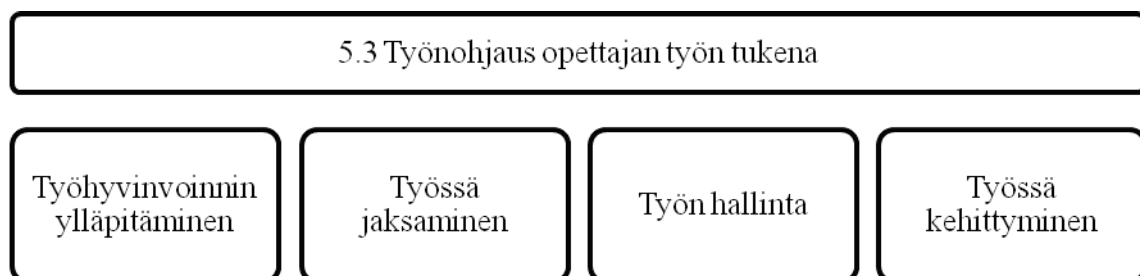 5.3 Työnohjaus opettajan työn tukena
Työhyvinvoinnin
ylläpitäminen
Työssä
jaksaminen
Työn hallinta
Työssä
kehittyminen